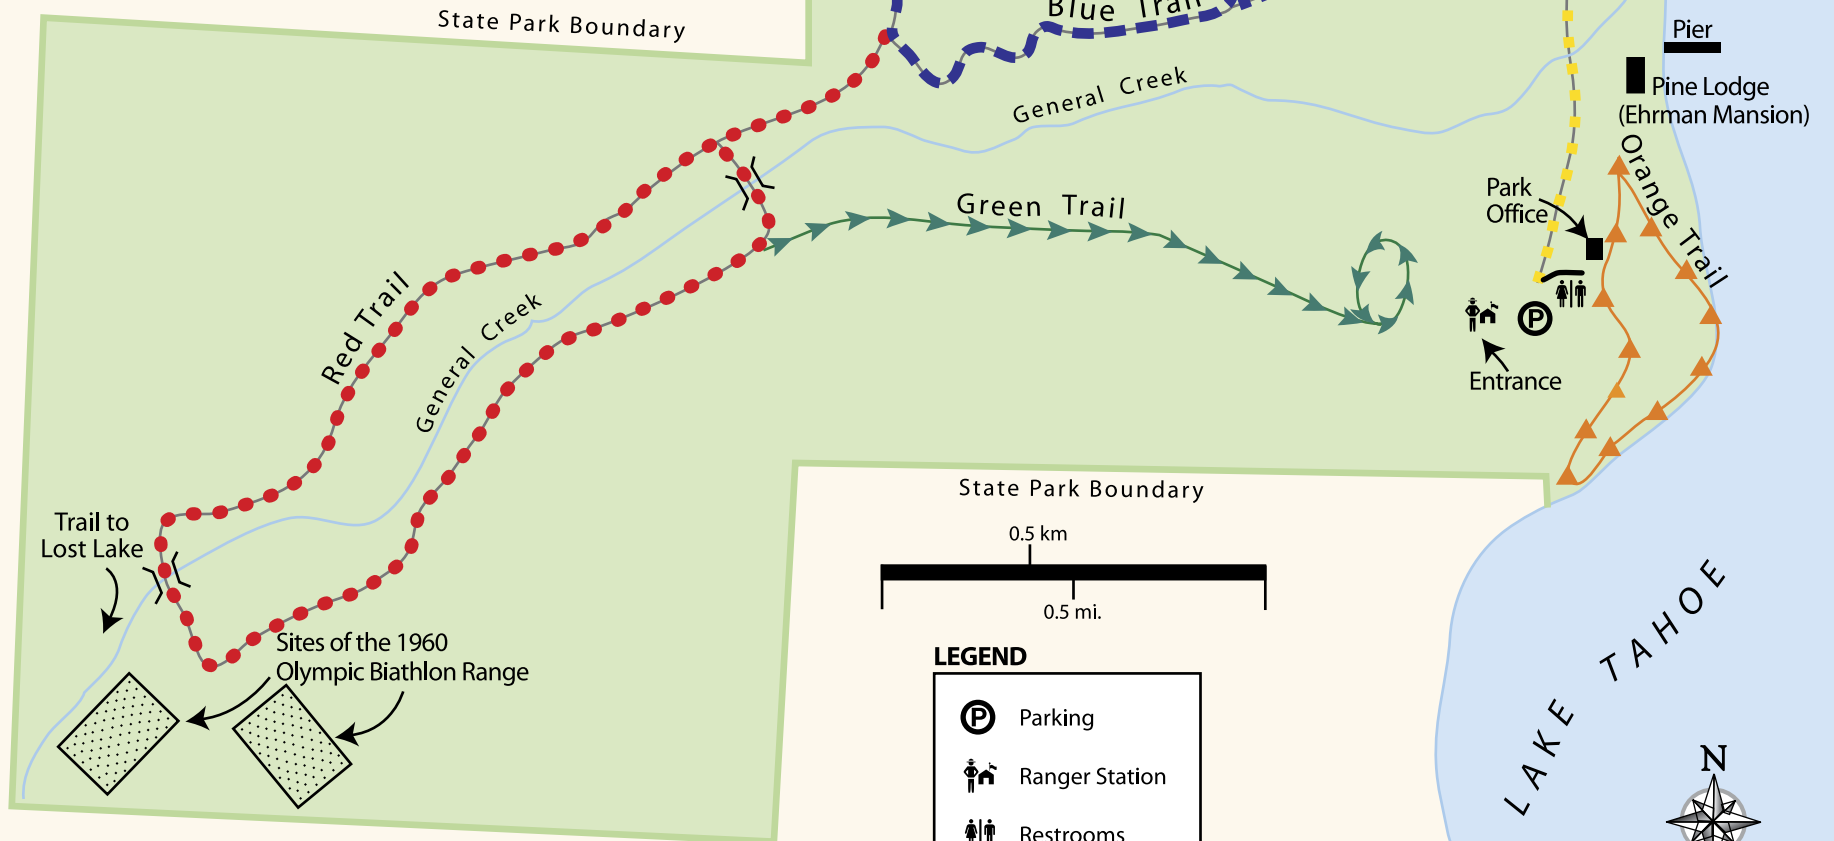 State Park Boundary
Blue Trail
Pier
Pine Lodge
(Ehrman Mansion)
General Creek
Orange Trail
Park
Office
Green Trail
Red Trail
General Creek
P
Entrance
State Park Boundary
Trail to
Lost Lake
0.5 km
0.5 mi.
Sites of the 1960
Olympic Biathlon Range
LAKE TAHOE
LEGEND
P Parking
Ranger Station
Restrooms
N